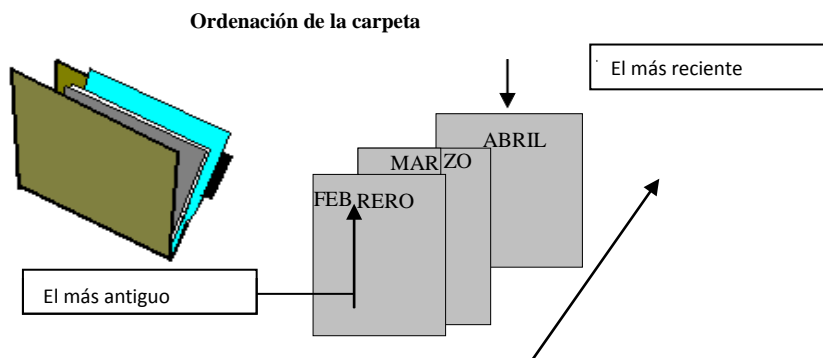 Ordenación de la carpeta
El más reciente
ABRIL
MARZO
FEBRERO
El más antiguo